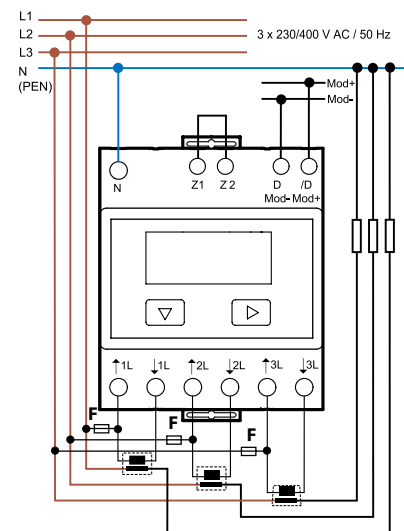 L1
L2
3 x 230/400 V AC / 50 Hz
L3
N
(PEN)
Mod+
Mod-
N
Z1
Z 2
D
/D
Mod-
Mod+
↑1L
↓1L
↑2L
↓2L
↑3L
↓3L
F
F
F